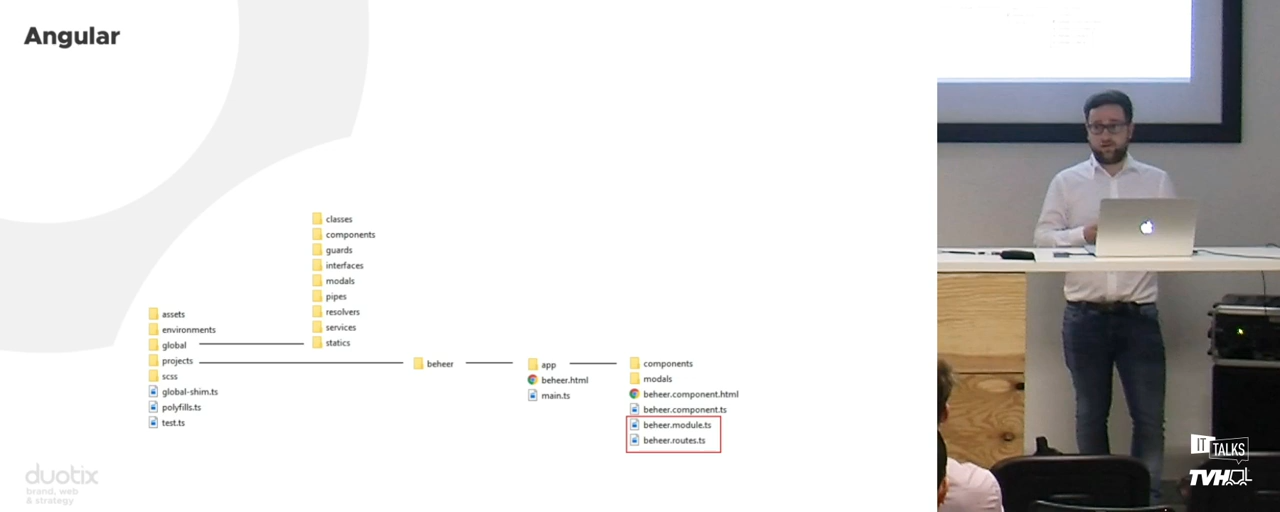 Angular
classes
components
guards
interfaces
modals
pipes
resolvers
services
statics
assets
environments
global
projects
scss
global-shim.ts
polyfills.ts
test.ts
beheer
app
beheer.html
main.ts
components
modals
beheer.component.html
beheer.component.ts
beheer.module.ts
beheer.routes.ts
duotix
brand, web
& strategy
IT TALKS
TVH